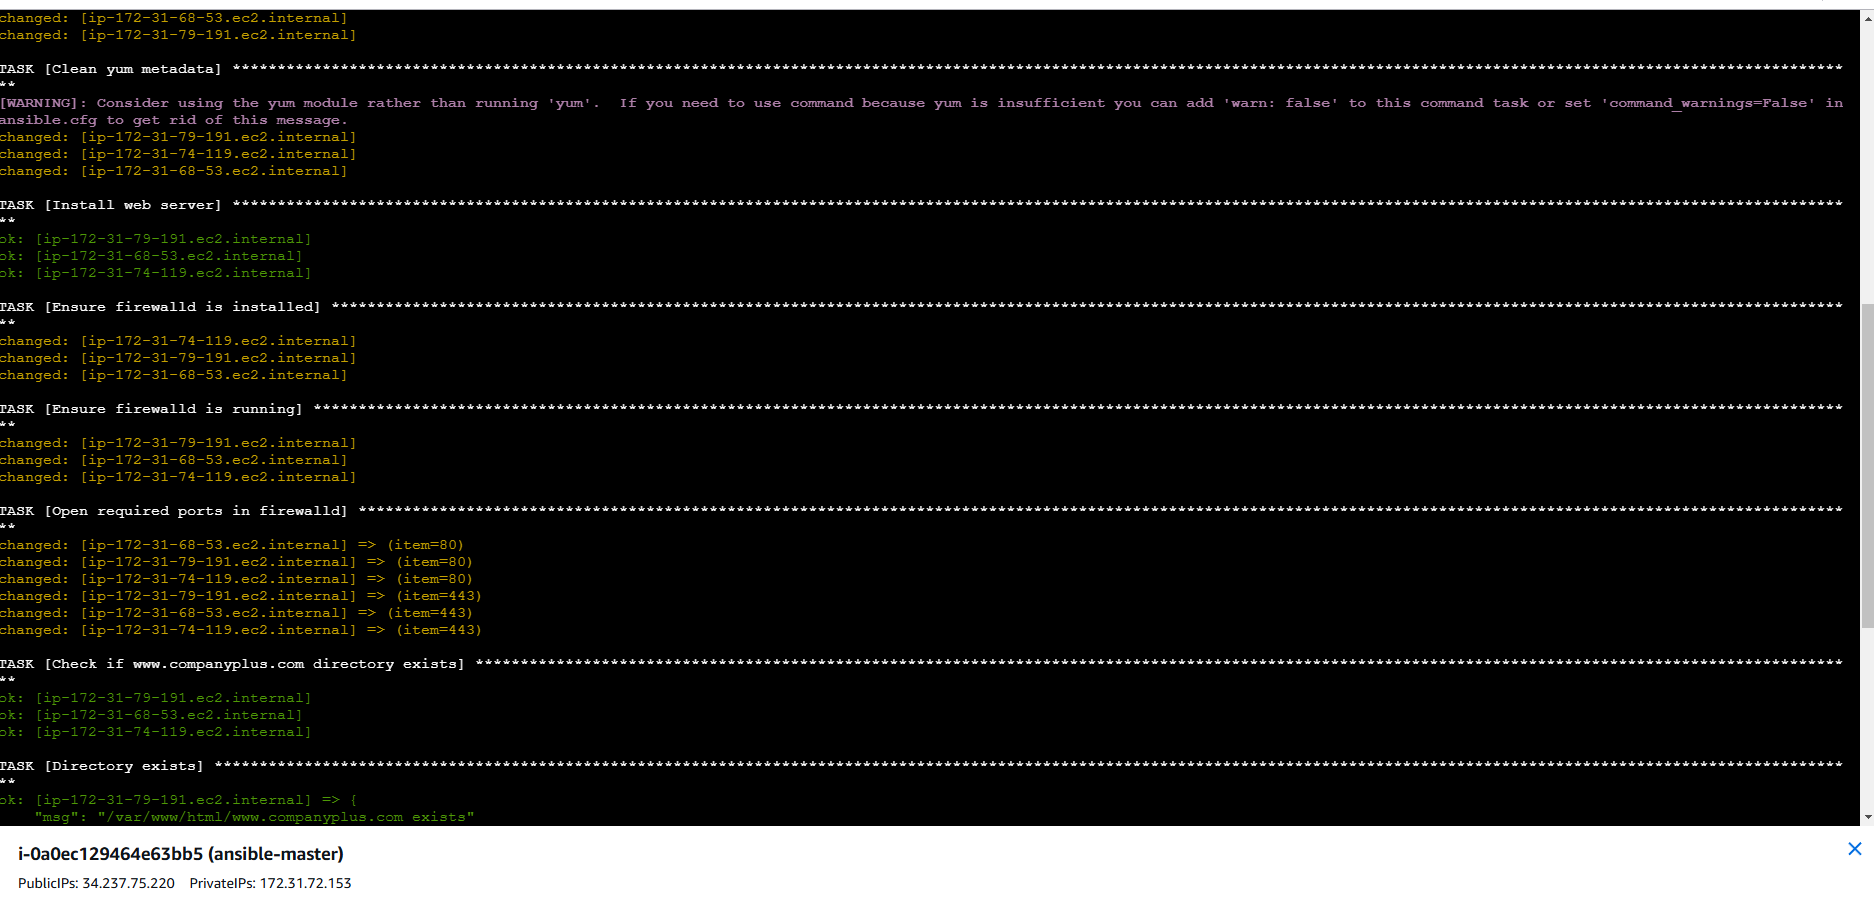 changed: [ip-172-31-68-53.ec2.internal]
changed: [ip-172-31-79-191.ec2.internal]
TASK [Clean yum metadata] ************************************************************************************************************************************************************************************
**
[WARNING]: Consider using the yum module rather than running 'yum'.  If you need to use command because yum is insufficient you can add 'warn: false' to this command task or set 'command_warnings=False' in
ansible.cfg to get rid of this message.
changed: [ip-172-31-79-191.ec2.internal]
changed: [ip-172-31-74-119.ec2.internal]
changed: [ip-172-31-68-53.ec2.internal]
TASK [Install web server] ************************************************************************************************************************************************************************************
**
ok: [ip-172-31-79-191.ec2.internal]
ok: [ip-172-31-68-53.ec2.internal]
ok: [ip-172-31-74-119.ec2.internal]
TASK [Ensure firewalld is installed] *************************************************************************************************************************************************************************
**
changed: [ip-172-31-74-119.ec2.internal]
changed: [ip-172-31-79-191.ec2.internal]
changed: [ip-172-31-68-53.ec2.internal]
TASK [Ensure firewalld is running] ***************************************************************************************************************************************************************************
**
changed: [ip-172-31-79-191.ec2.internal]
changed: [ip-172-31-68-53.ec2.internal]
changed: [ip-172-31-74-119.ec2.internal]
TASK [Open required ports in firewalld] **********************************************************************************************************************************************************************
**
changed: [ip-172-31-68-53.ec2.internal] => (item=80)
changed: [ip-172-31-79-191.ec2.internal] => (item=80)
changed: [ip-172-31-74-119.ec2.internal] => (item=80)
changed: [ip-172-31-79-191.ec2.internal] => (item=443)
changed: [ip-172-31-68-53.ec2.internal] => (item=443)
changed: [ip-172-31-74-119.ec2.internal] => (item=443)
TASK [Check if www.companyplus.com directory exists] *********************************************************************************************************************************************************
**
ok: [ip-172-31-79-191.ec2.internal]
ok: [ip-172-31-68-53.ec2.internal]
ok: [ip-172-31-74-119.ec2.internal]
TASK [Directory exists] **************************************************************************************************************************************************************************************
**
ok: [ip-172-31-79-191.ec2.internal] => {
"msg": "/var/www/html/www.companyplus.com exists"
i-0a0ec129464e63bb5 (ansible-master)
PublicIPs: 34.237.75.220    PrivateIPs: 172.31.72.153